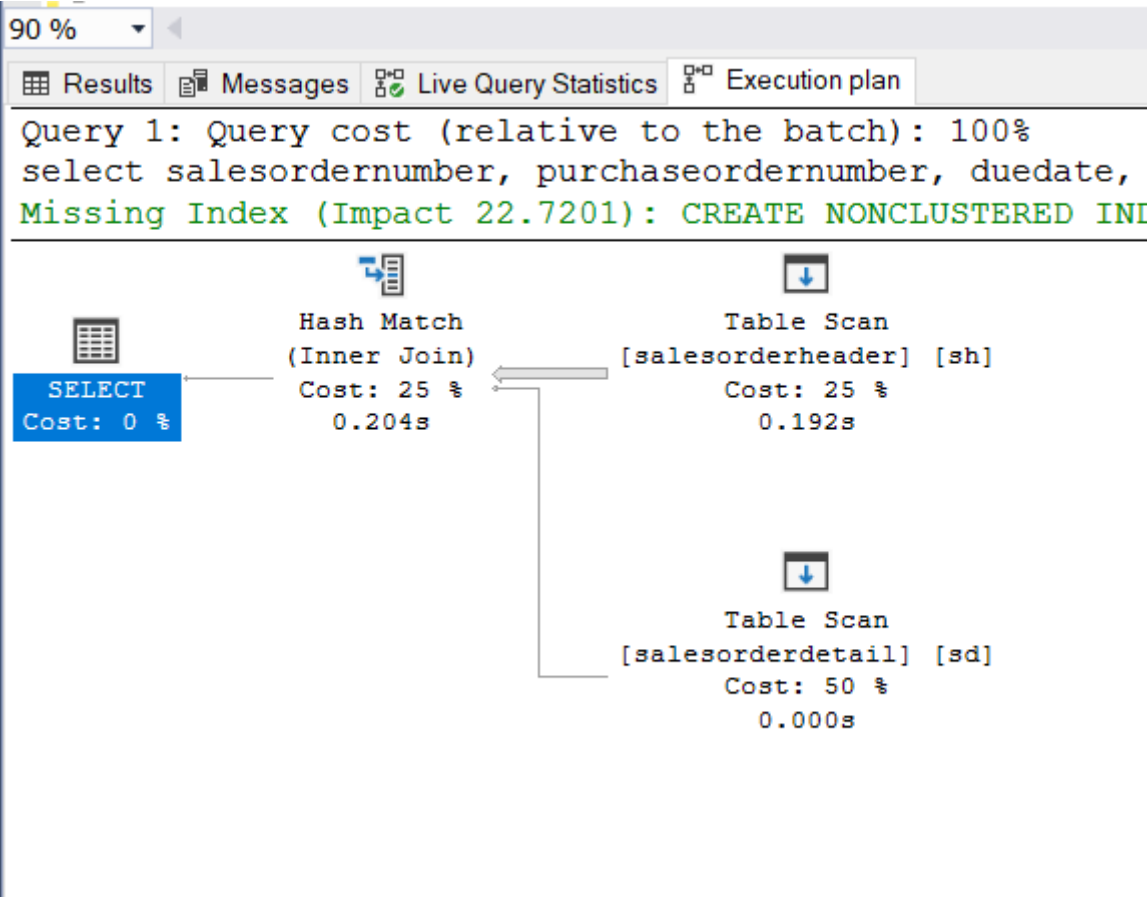 90 %
Results Messages Live Query Statistics Execution plan
Query 1: Query cost (relative to the batch): 100%
select salesordernumber, purchaseordernumber, duedate,
Missing Index (Impact 22.7201): CREATE NONCLUSTERED IND
SELECT
Cost: 0 %
Hash Match
(Inner Join)
Cost: 25 %
0.204s
Table Scan
[salesorderheader] [sh]
Cost: 25 %
0.192s
Table Scan
[salesorderdetail] [sd]
Cost: 50 %
0.000s